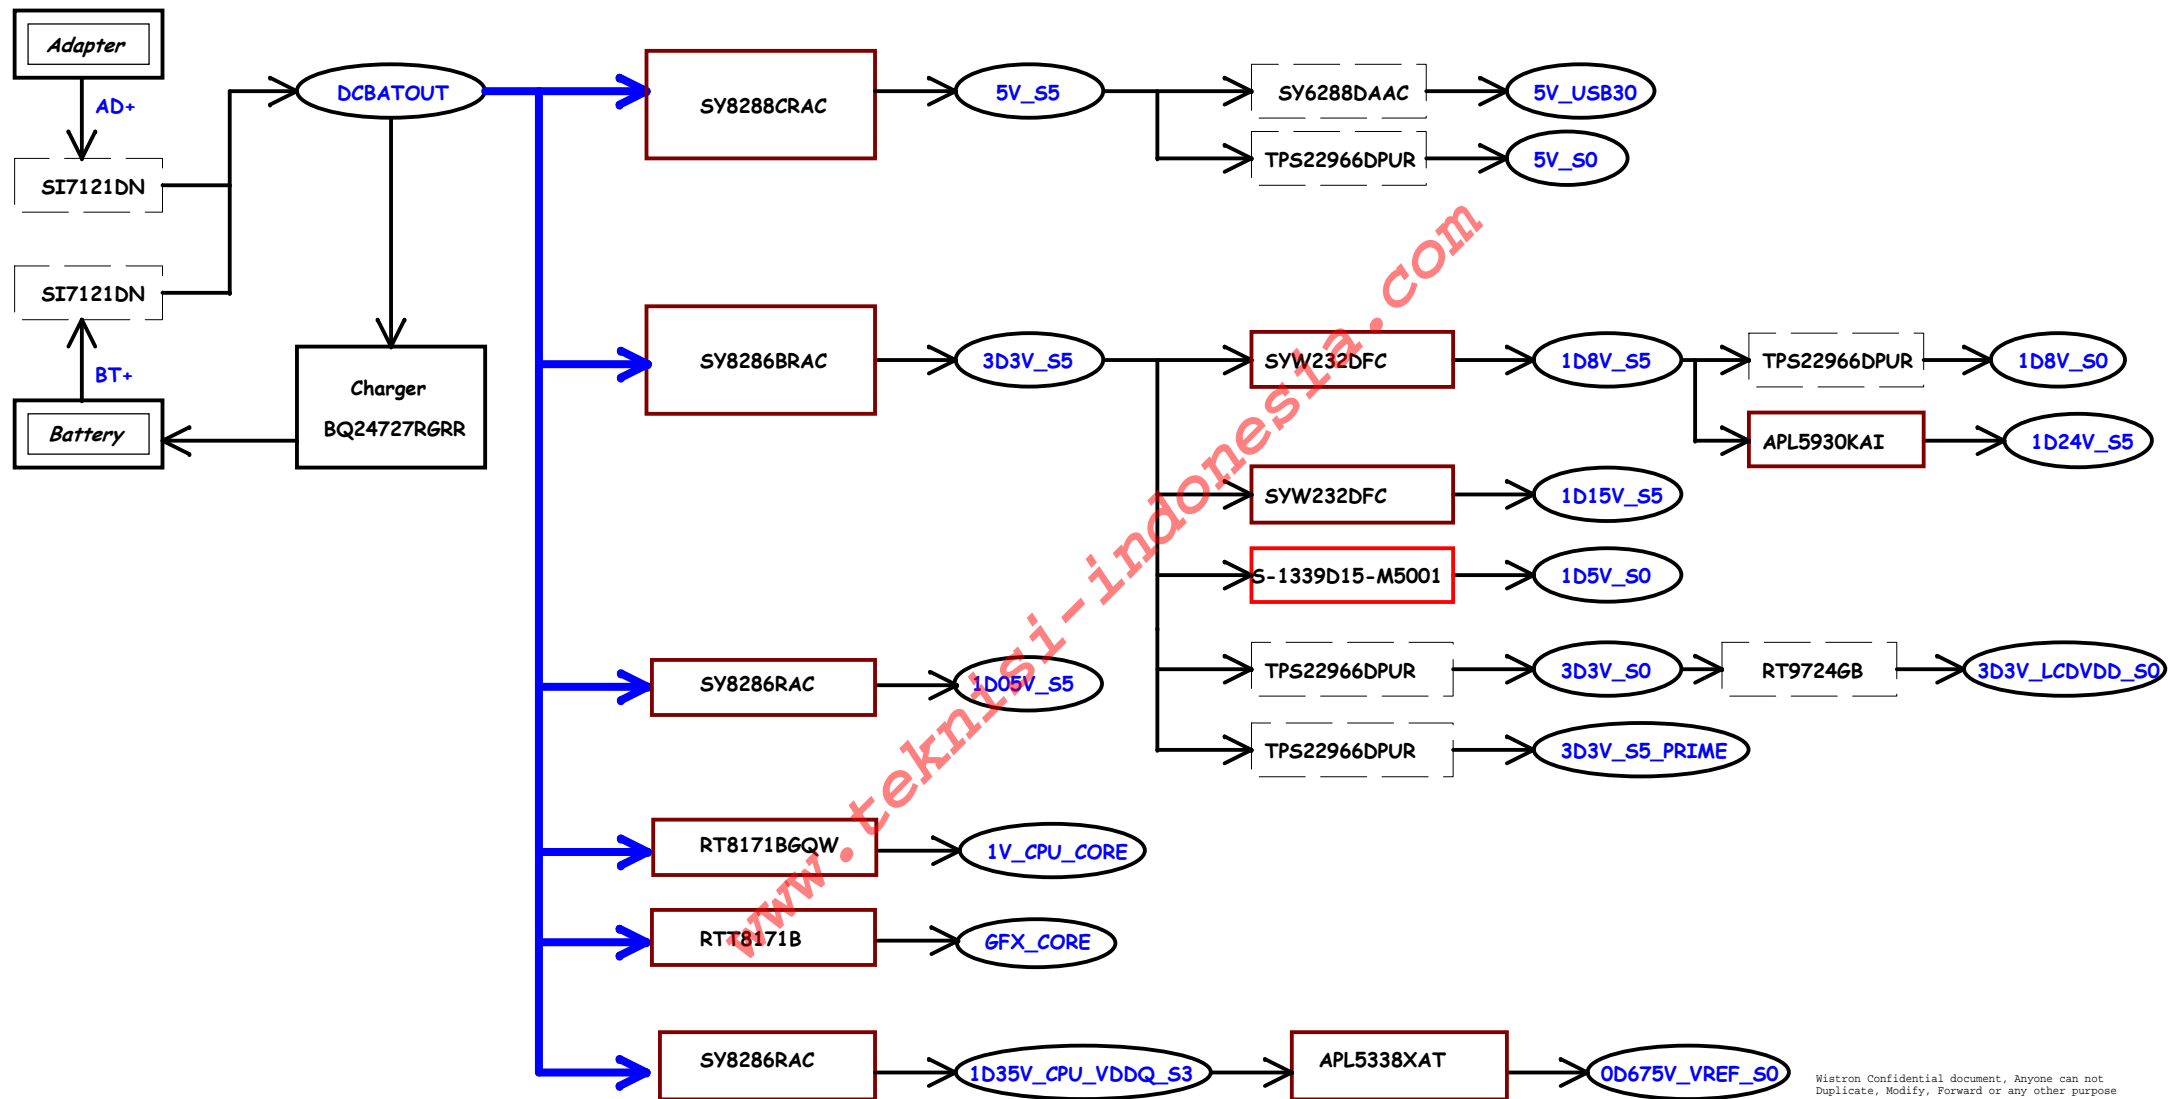 Adapter
AD+
SI7121DN
SI7121DN
BT+
Battery
DCBATOUT
Charger
BQ24727RGRR
SY8288CRAC
5V_S5
SY6288DAAC
5V_USB30
TPS22966DPUR
5V_S0
SY8286BRAC
3D3V_S5
SYW232DFC
1D8V_S5
TPS22966DPUR
1D8V_S0
APL5930KAI
1D24V_S5
SYW232DFC
1D15V_S5
S-1339D15-M5001
1D5V_S0
TPS22966DPUR
3D3V_S0
RT9724GB
3D3V_LCDVDD_S0
TPS22966DPUR
3D3V_S5_PRIME
SY8286RAC
1D05V_S5
RT8171BGQW
1V_CPU_CORE
RTT8171B
GFX_CORE
SY8286RAC
1D35V_CPU_VDDQ_S3
APL5338XAT
0D675V_VREF_S0
www.teknisi-indonesia.com
Wistron Confidential document, Anyone can not
Duplicate, Modify, Forward or any other purpose